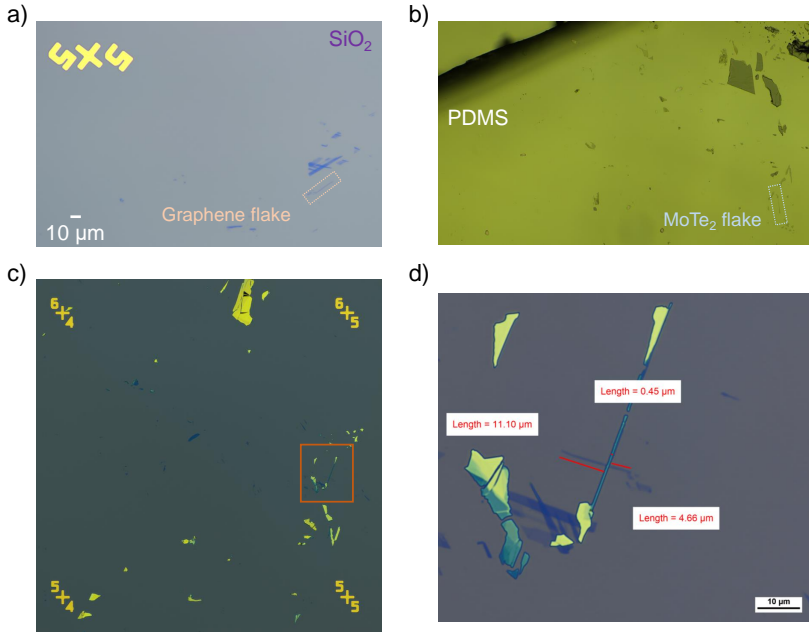 a)
SiO₂
5X5
Graphene flake
10 µm
b)
PDMS
MoTe₂ flake
c)
6
4
6
5
5
4
5
5
d)
Length = 0.45 µm
Length = 11.10 µm
Length = 4.66 µm
10 µm